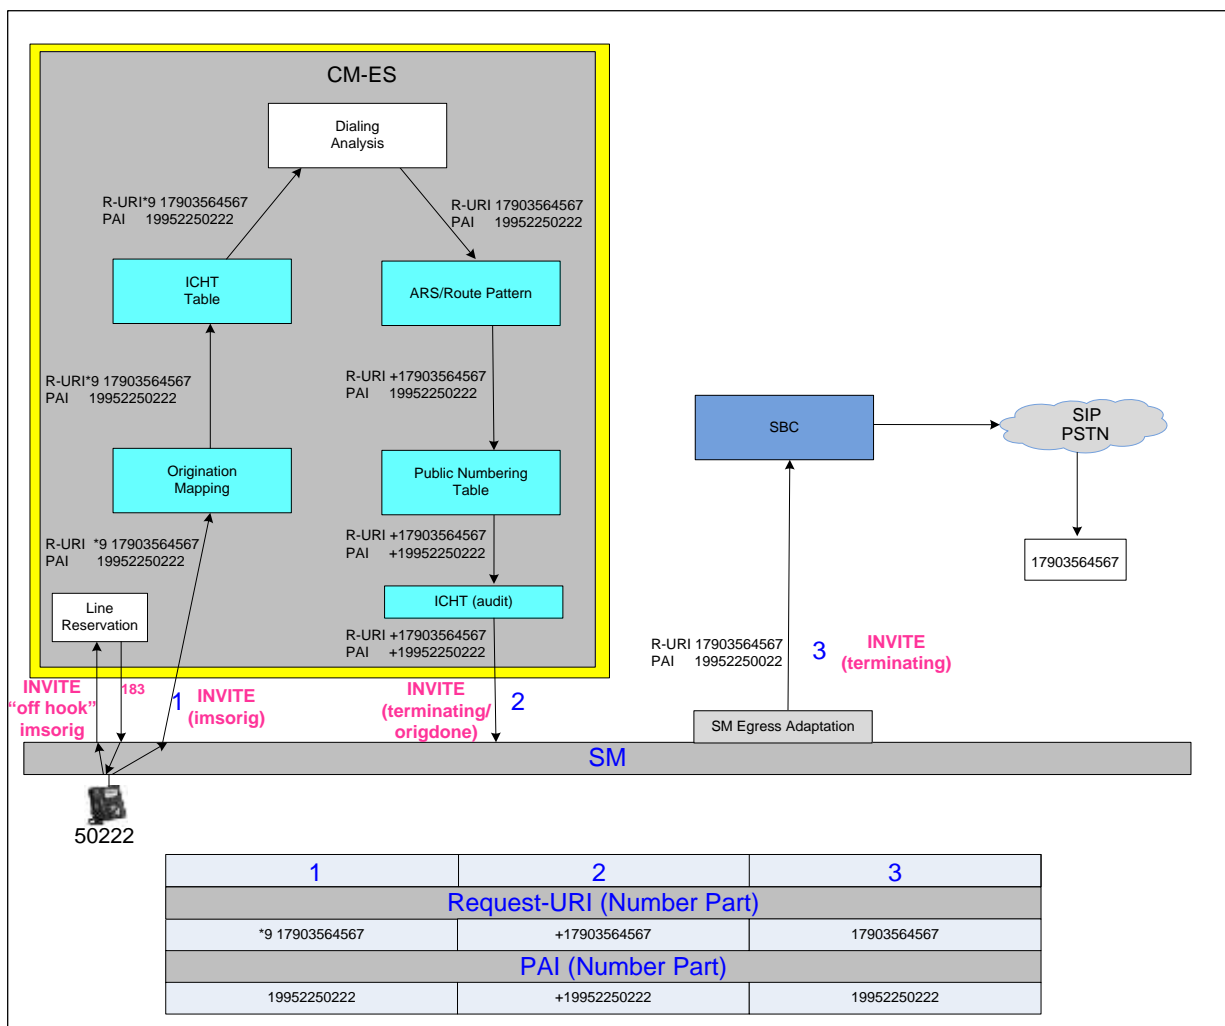 CM-ES
Dialing
Analysis
R-URI*9 17903564567
PAI 19952250222
R-URI 17903564567
PAI 19952250222
ICHT
Table
ARS/Route Pattern
R-URI*9 17903564567
PAI 19952250222
R-URI +17903564567
PAI 19952250222
Origination
Mapping
Public Numbering
Table
R-URI *9 17903564567
PAI 19952250222
R-URI +17903564567
PAI +19952250222
Line
Reservation
ICHT (audit)
R-URI +17903564567
PAI +19952250222
SBC
SIP
PSTN
17903564567
R-URI 17903564567
PAI 19952250022
3
INVITE
(terminating)
INVITE
“off hook”
imsorig
183
1
INVITE
(imsorig)
INVITE
(terminating/
origdone)
2
SM Egress Adaptation
SM
50222
1 2 3
Request-URI (Number Part)
*9 17903564567 +17903564567 17903564567
PAI (Number Part)
19952250222 +19952250222 19952250222